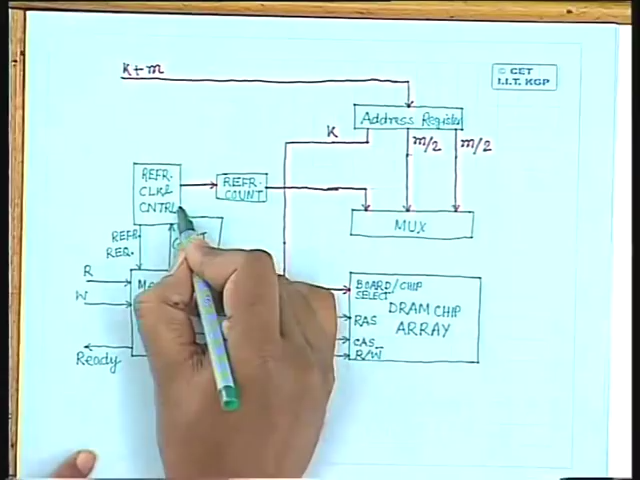 k+m
© CET
I.I.T. KGP
Address Register
k
m/2
m/2
REFR.
CLK &
CNTRL
REFR.
COUNT
MUX
REFR.
REQ.
R
W
BOARD/CHIP
SELECT
DRAM CHIP
ARRAY
RAS
CAS
R/W̅
Ready